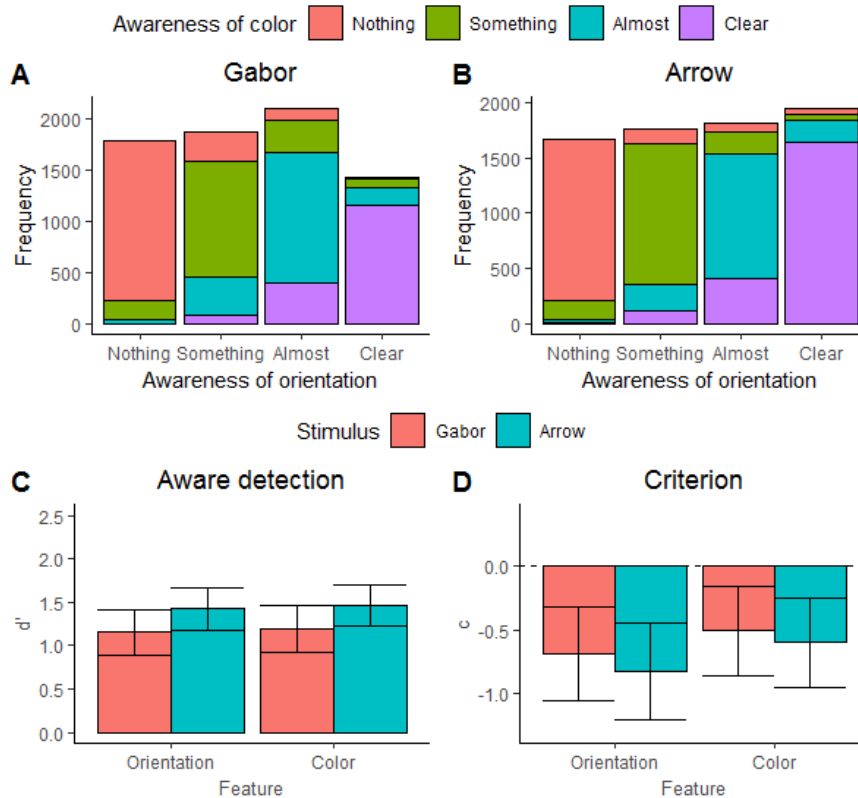 Awareness of color Nothing Something Almost Clear
A Gabor
B Arrow
Frequency
2000
1500
1000
500
0
Nothing Something Almost Clear
Awareness of orientation
Frequency
2000
1500
1000
500
0
Nothing Something Almost Clear
Awareness of orientation
Stimulus Gabor Arrow
C Aware detection
D Criterion
d'
2.5
2.0
1.5
1.0
0.5
0.0
Orientation Color
Feature
c
0.0
-0.5
-1.0
Orientation Color
Feature